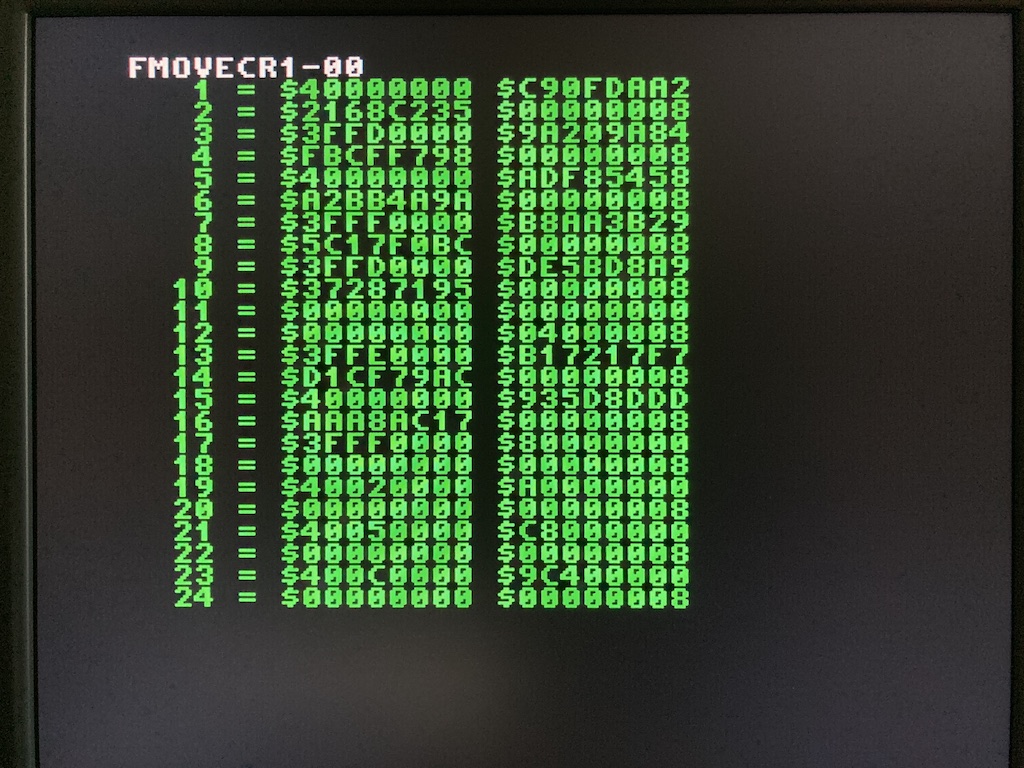 FMOVECR1-00
1 = $40000000 $C90FDAA2
2 = $2168C235 $00000008
3 = $3FFD0000 $9A209A84
4 = $FBCFF798 $00000008
5 = $40000000 $ADF85458
6 = $A2BB4A9A $00000008
7 = $3FFF0000 $B8AA3B29
8 = $5C17F0BC $00000008
9 = $3FFD0000 $DE5BD8A9
10 = $37287195 $00000008
11 = $00000000 $00000000
12 = $00000000 $04000008
13 = $3FFE0000 $B17217F7
14 = $D1CF79AC $00000008
15 = $40000000 $935D8DDD
16 = $AAA8AC17 $00000008
17 = $3FFF0000 $80000000
18 = $00000000 $00000008
19 = $40020000 $A0000000
20 = $00000000 $00000008
21 = $40050000 $C8000000
22 = $00000000 $00000008
23 = $400C0000 $9C400000
24 = $00000000 $00000008